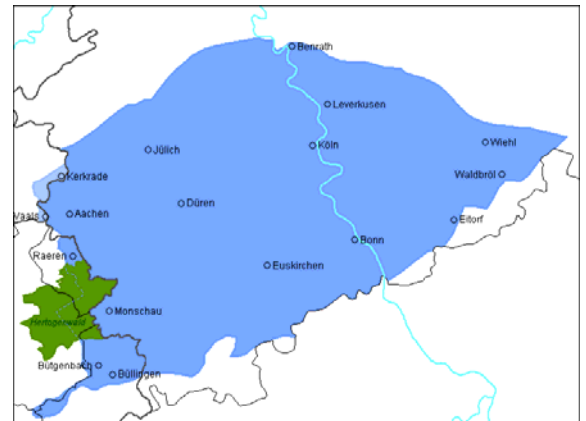 Benrath
Leverkusen
Jülich
Köln
Wiehl
Kerkrade
Waldbröl
Düren
Vaals
Aachen
Eitorf
Bonn
Raeren
Euskirchen
Monschau
Hertogenwald
Bütgenbach
Büllingen